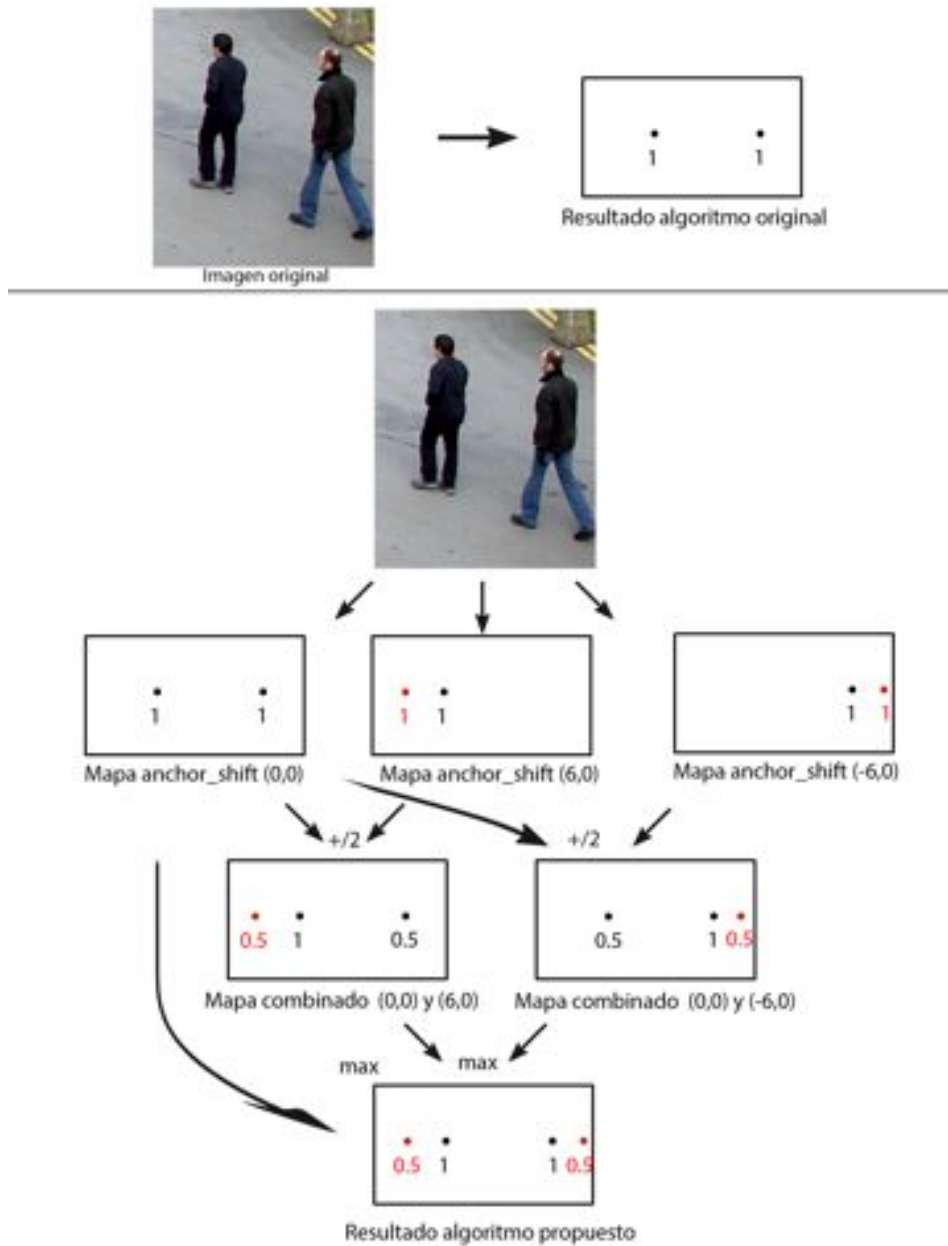 1 1
Resultado algoritmo original
Imagen original
1 1
1 1
1 1
Mapa anchor_shift (0,0)
Mapa anchor_shift (6,0)
Mapa anchor_shift (-6,0)
+/2
+/2
0.5 1 0.5
0.5 1 0.5
Mapa combinado (0,0) y (6,0)
Mapa combinado (0,0) y (-6,0)
max
max
0.5 1 1 0.5
Resultado algoritmo propuesto